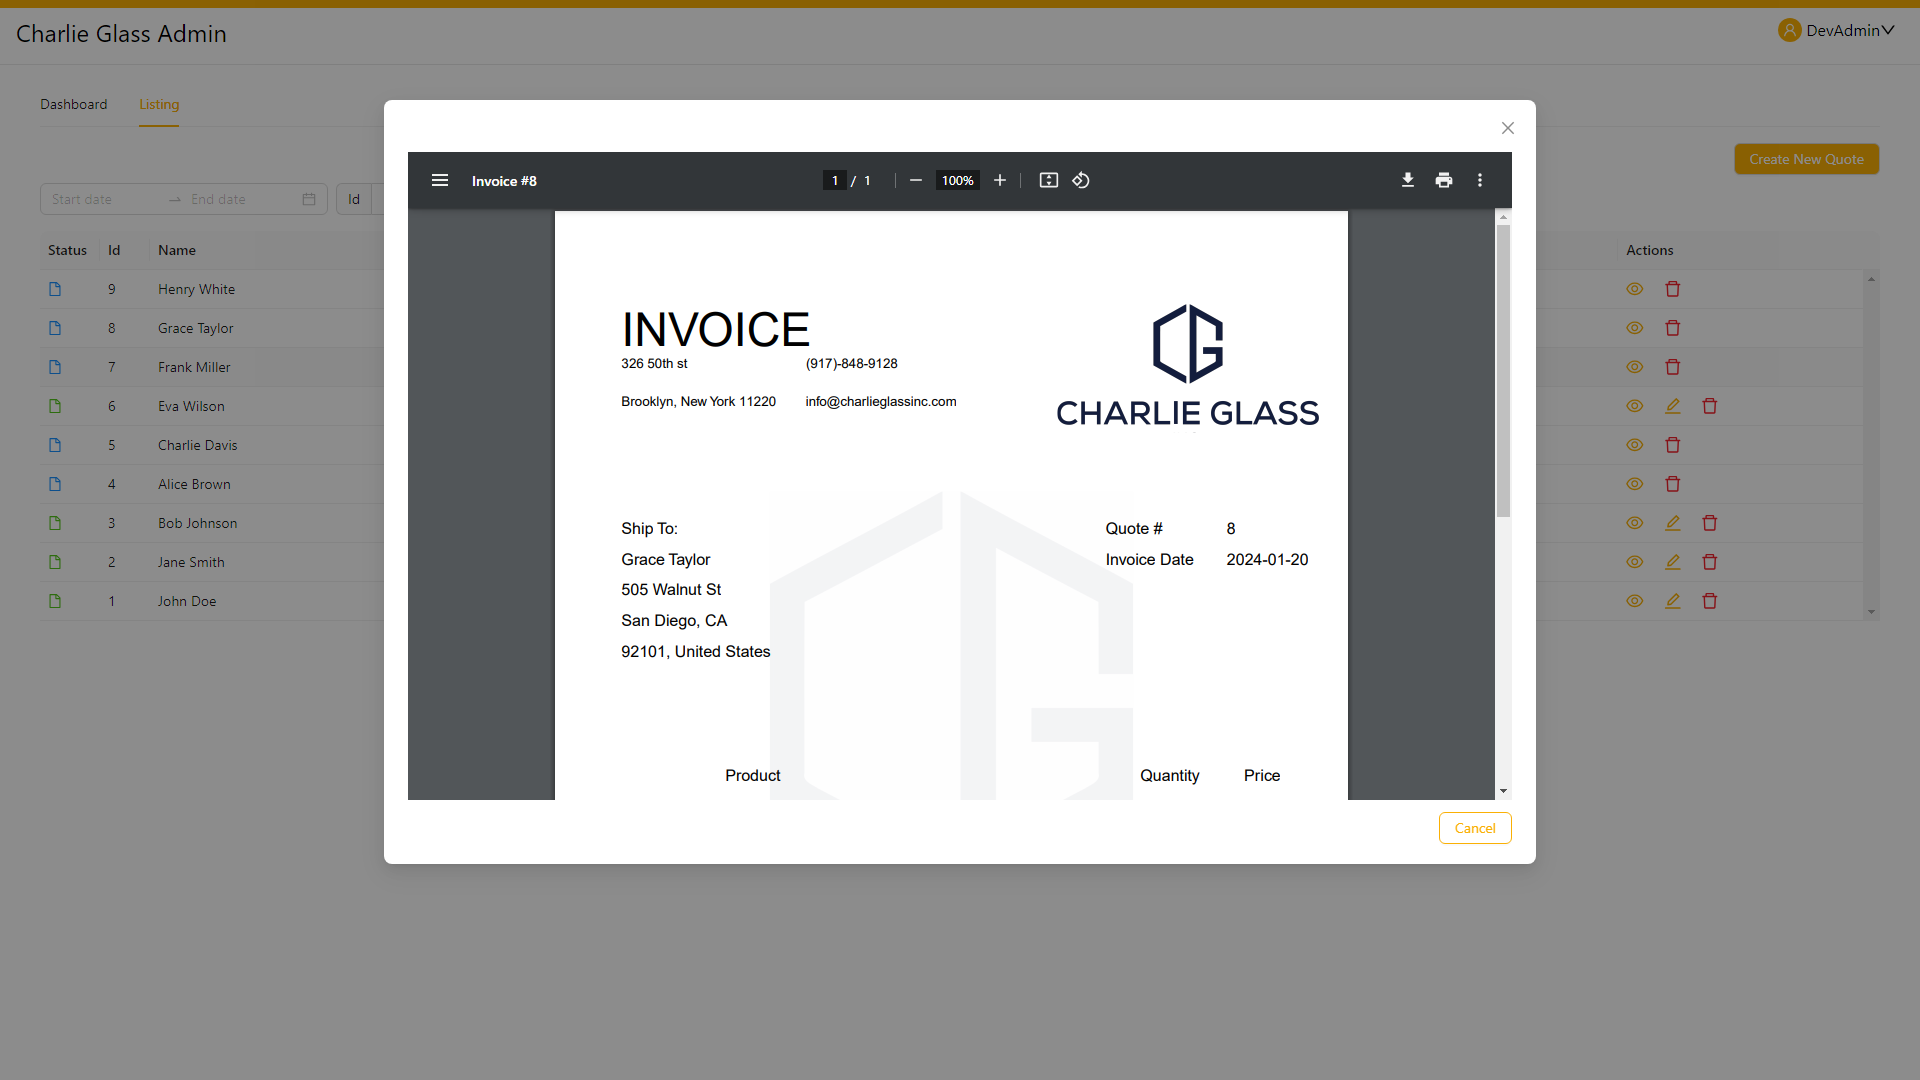 Charlie Glass Admin
DevAdmin
Dashboard Listing
Create New Quote
Start date End date Id
Status Id Name Actions
9 Henry White
8 Grace Taylor
7 Frank Miller
6 Eva Wilson
5 Charlie Davis
4 Alice Brown
3 Bob Johnson
2 Jane Smith
1 John Doe
Invoice #8 1 / 1 100%
INVOICE
326 50th st (917)-848-9128
Brooklyn, New York 11220 info@charlieglassinc.com
CG
CHARLIE GLASS
Ship To: Quote # 8
Grace Taylor Invoice Date 2024-01-20
505 Walnut St
San Diego, CA
92101, United States
Product Quantity Price
Cancel